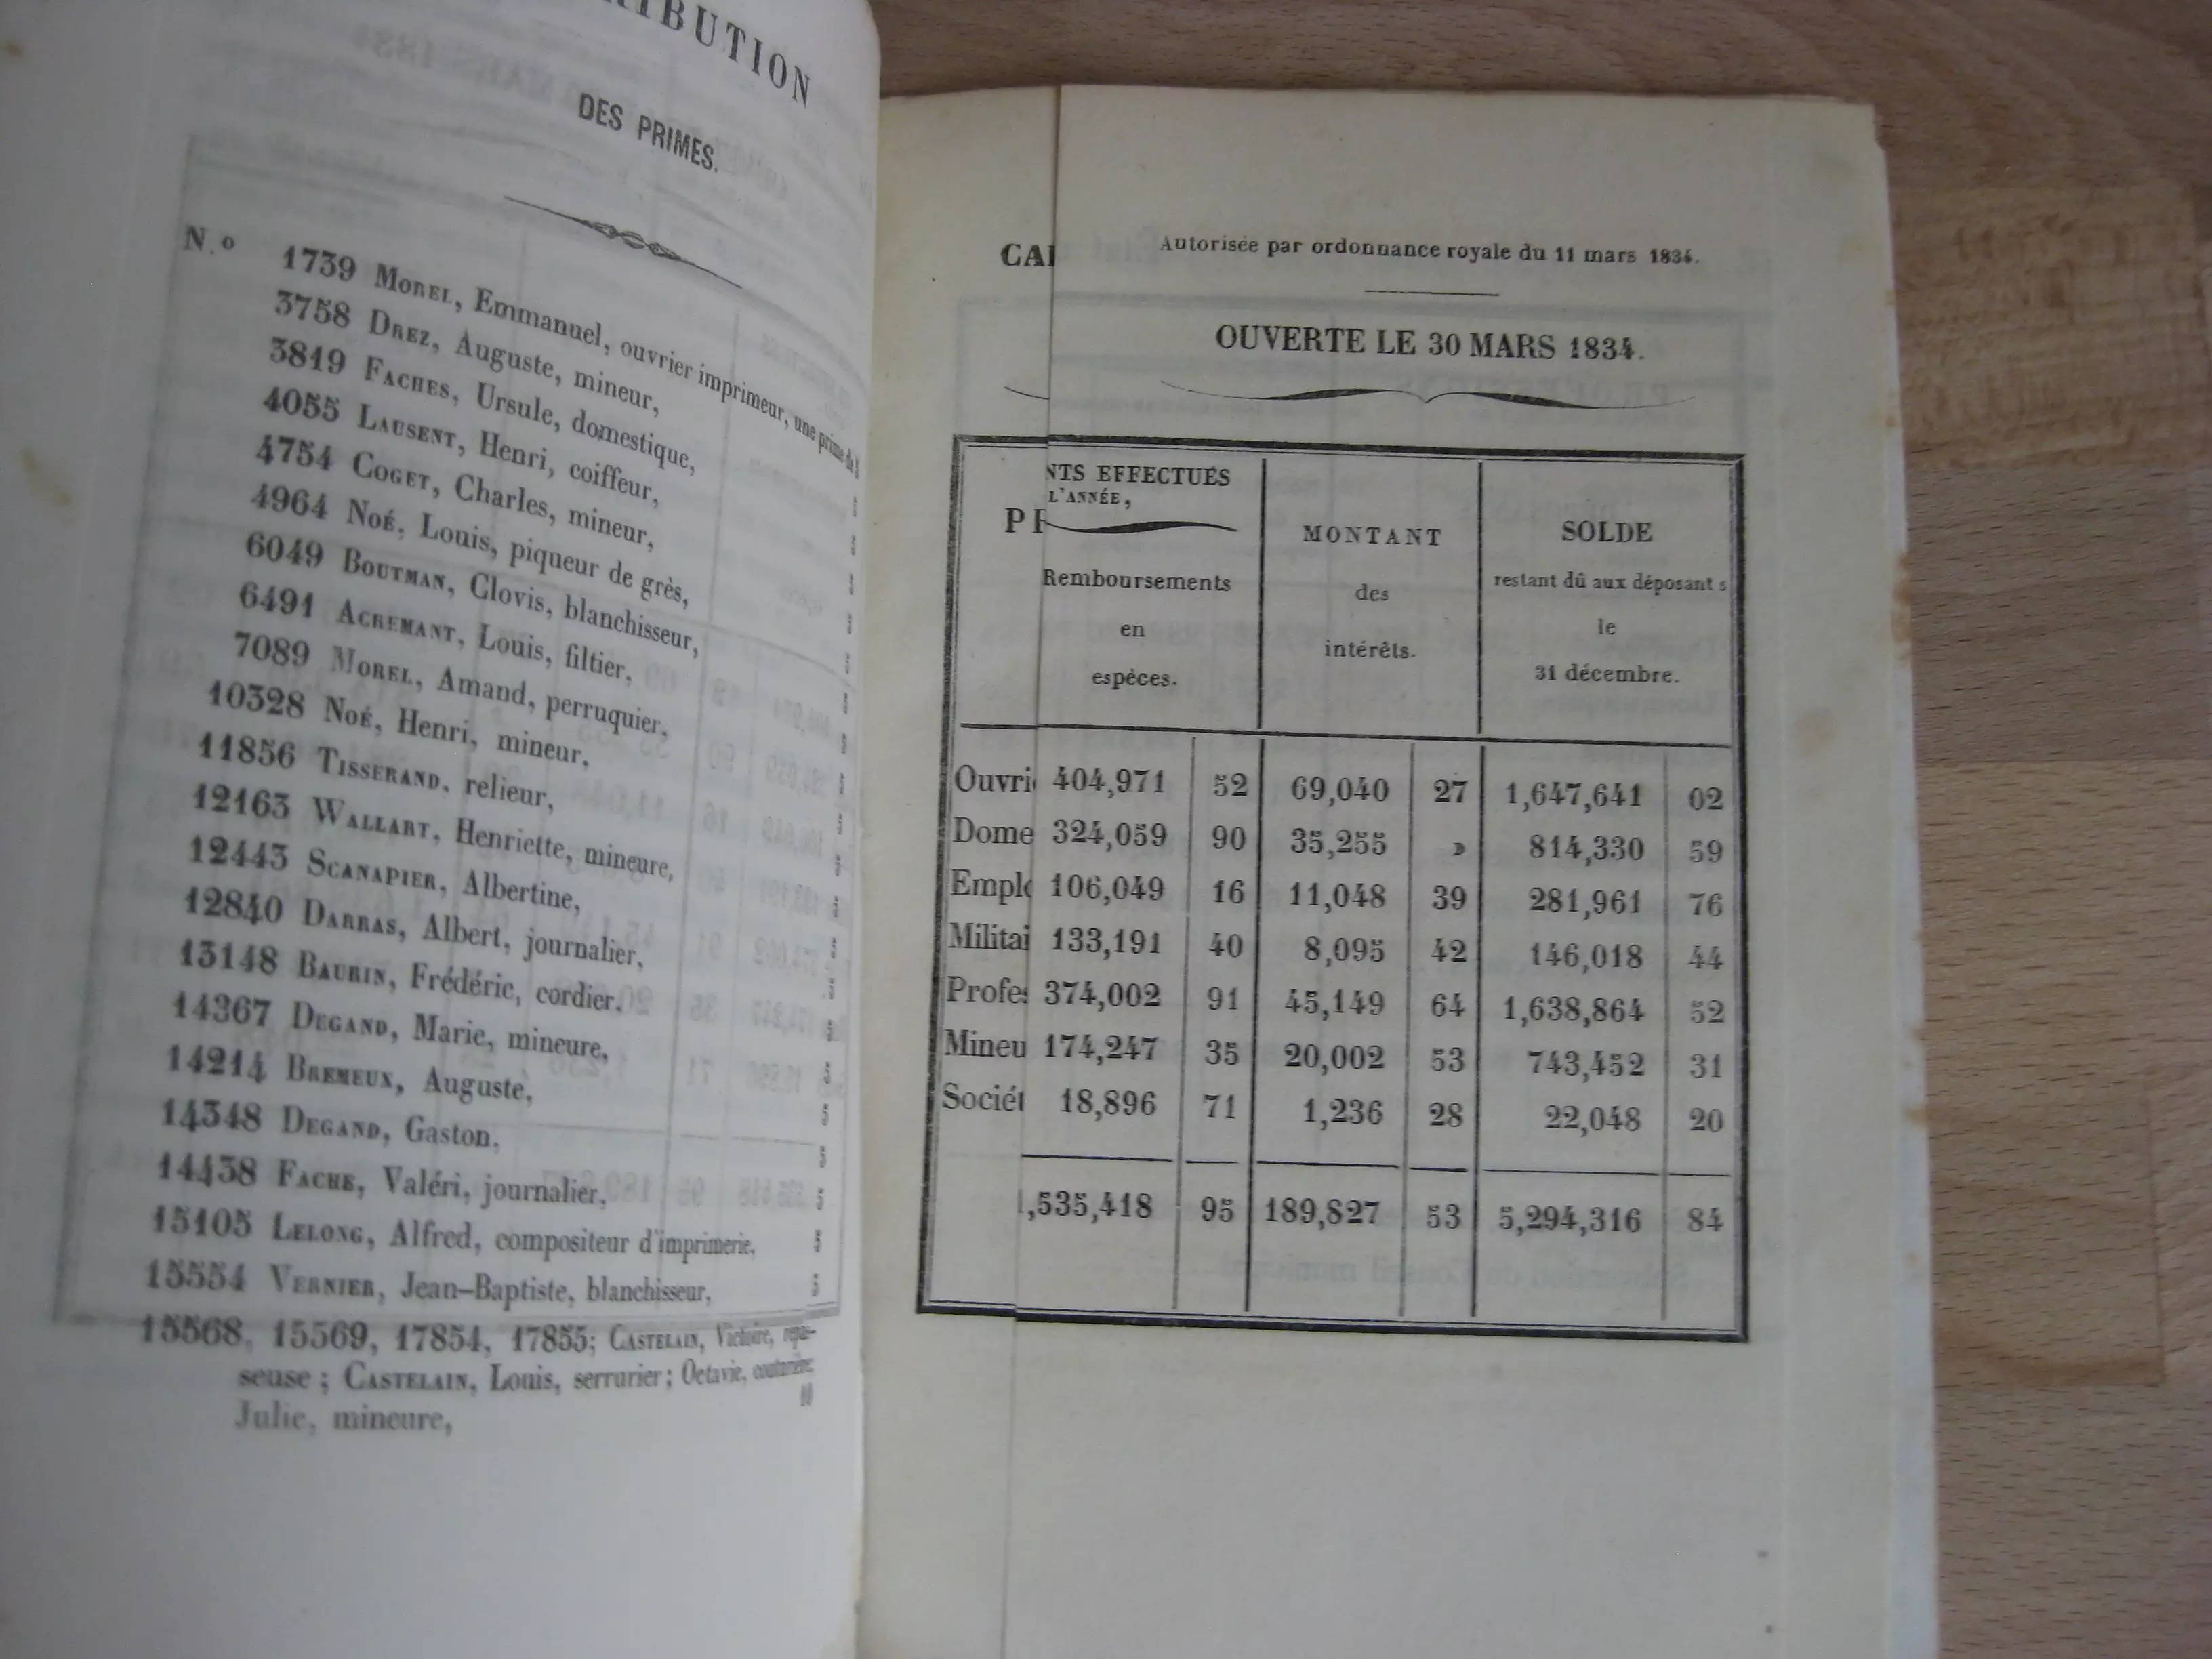 RIBUTION
DES PRIMES.
N.o 1739 MOREL, Emmanuel, ouvrier imprimeur, une prime de
3758 DREZ, Auguste, mineur,
3819 FACHES, Ursule, domestique,
4055 LAUSENT, Henri, coiffeur,
4754 COGET, Charles, mineur,
4964 NOÉ, Louis, piqueur de grès,
6049 BOUTMAN, Clovis, blanchisseur,
6491 ACREMANT, Louis, filtier,
7089 MOREL, Amand, perruquier,
10328 NOÉ, Henri, mineur,
11856 TISSERAND, relieur,
12163 WALLART, Henriette, mineure,
12443 SCANAPIER, Albertine,
12840 DARRAS, Albert, journalier,
13148 BAURIN, Frédéric, cordier,
14367 DEGAND, Marie, mineure,
14214 BREMEUX, Auguste,
14348 DEGAND, Gaston,
14438 FACHE, Valéri, journalier,
15105 LELONG, Alfred, compositeur d'imprimerie,
15554 VERNIER, Jean-Baptiste, blanchisseur,
15568, 15569, 17854, 17855; CASTELAIN, Victoire, repas-
seuse; CASTELAIN, Louis, serrurier; Octavie, couturière;
Julie, mineure,
10
CAI
Autorisée par ordonnance royale du 11 mars 1834.
OUVERTE LE 30 MARS 1834.
NTS EFFECTUÉS
L'ANNÉE,
PF
Remboursements
en
espèces.
MONTANT
des
intérêts.
SOLDE
restant dû aux déposants
le
31 décembre.
Ouvri 404,971 52 69,040 27 1,647,641 02
Dome 324,059 90 35,255 » 814,330 59
Emplo 106,049 16 11,048 39 281,961 76
Militai 133,191 40 8,095 42 146,018 44
Profes 374,002 91 45,149 64 1,638,864 52
Mineu 174,247 35 20,002 53 743,452 31
Sociét 18,896 71 1,236 28 22,048 20
,535,418 95 189,827 53 5,294,316 84